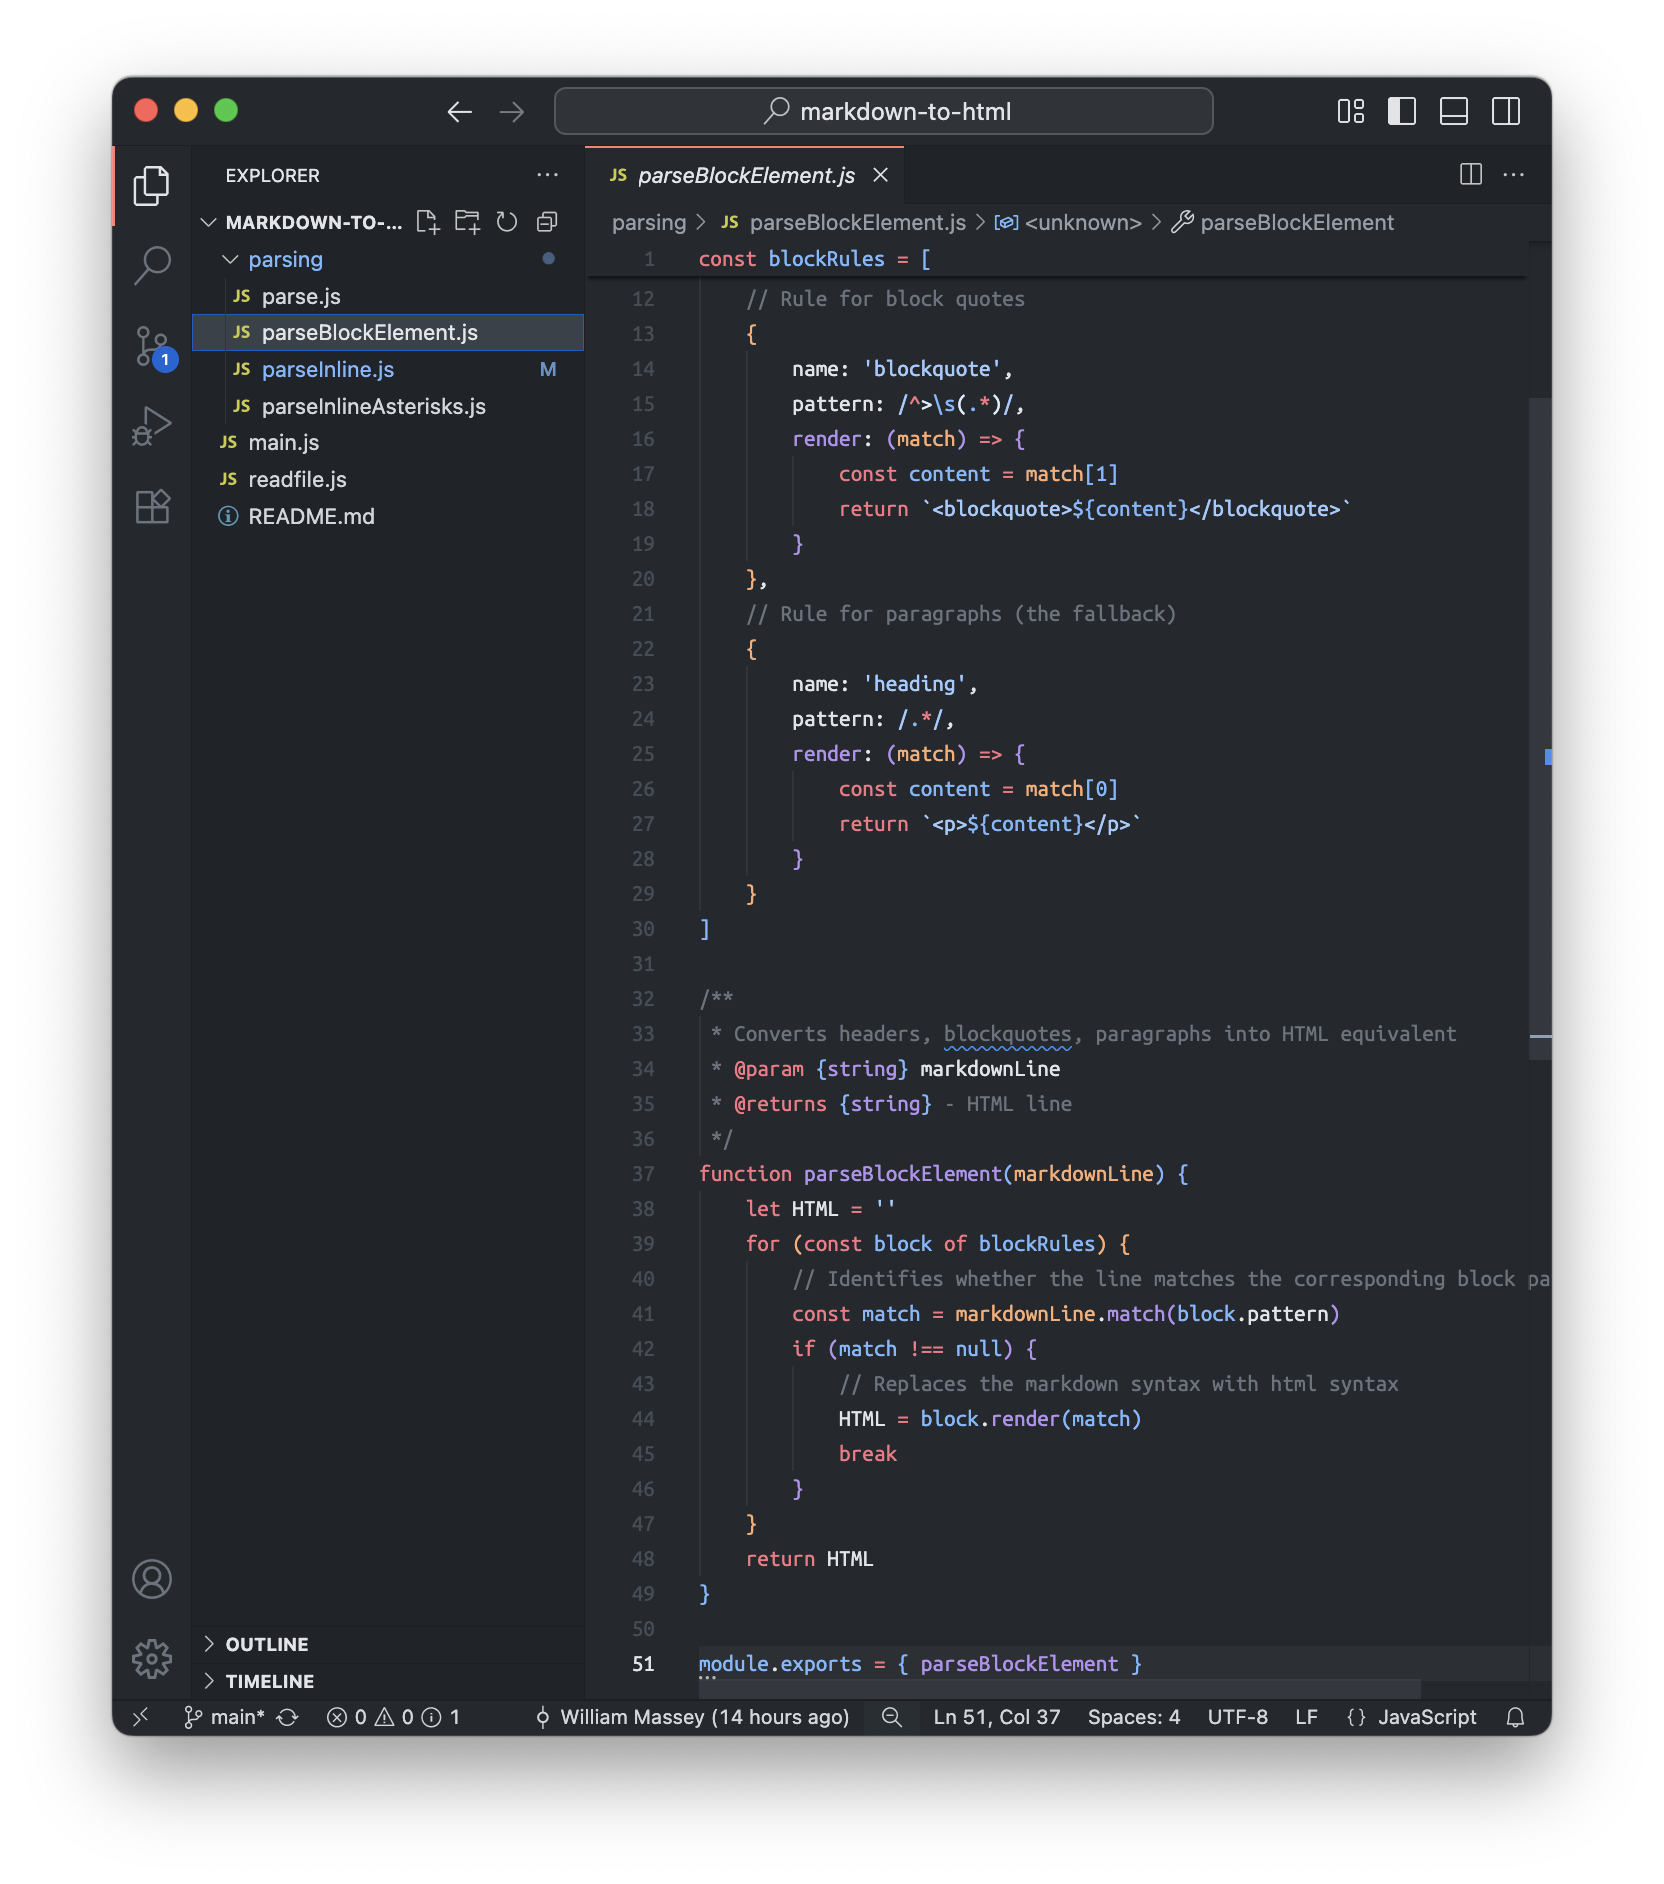 markdown-to-html
EXPLORER
MARKDOWN-TO-...
parsing
JS parse.js
JS parseBlockElement.js
JS parseInline.js M
JS parseInlineAsterisks.js
JS main.js
JS readfile.js
README.md
OUTLINE
TIMELINE
JS parseBlockElement.js
parsing > JS parseBlockElement.js > <unknown> > parseBlockElement
1 const blockRules = [
12 // Rule for block quotes
13 {
14 name: 'blockquote',
15 pattern: /^>\s(.*)/,
16 render: (match) => {
17 const content = match[1]
18 return `<blockquote>${content}</blockquote>`
19 }
20 },
21 // Rule for paragraphs (the fallback)
22 {
23 name: 'heading',
24 pattern: /.*/,
25 render: (match) => {
26 const content = match[0]
27 return `<p>${content}</p>`
28 }
29 }
30 ]
31
32 /**
33 * Converts headers, blockquotes, paragraphs into HTML equivalent
34 * @param {string} markdownLine
35 * @returns {string} - HTML line
36 */
37 function parseBlockElement(markdownLine) {
38 let HTML = ''
39 for (const block of blockRules) {
40 // Identifies whether the line matches the corresponding block pa
41 const match = markdownLine.match(block.pattern)
42 if (match !== null) {
43 // Replaces the markdown syntax with html syntax
44 HTML = block.render(match)
45 break
46 }
47 }
48 return HTML
49 }
50
51 module.exports = { parseBlockElement }
1
main* 0 0 1 William Massey (14 hours ago) Ln 51, Col 37 Spaces: 4 UTF-8 LF {} JavaScript